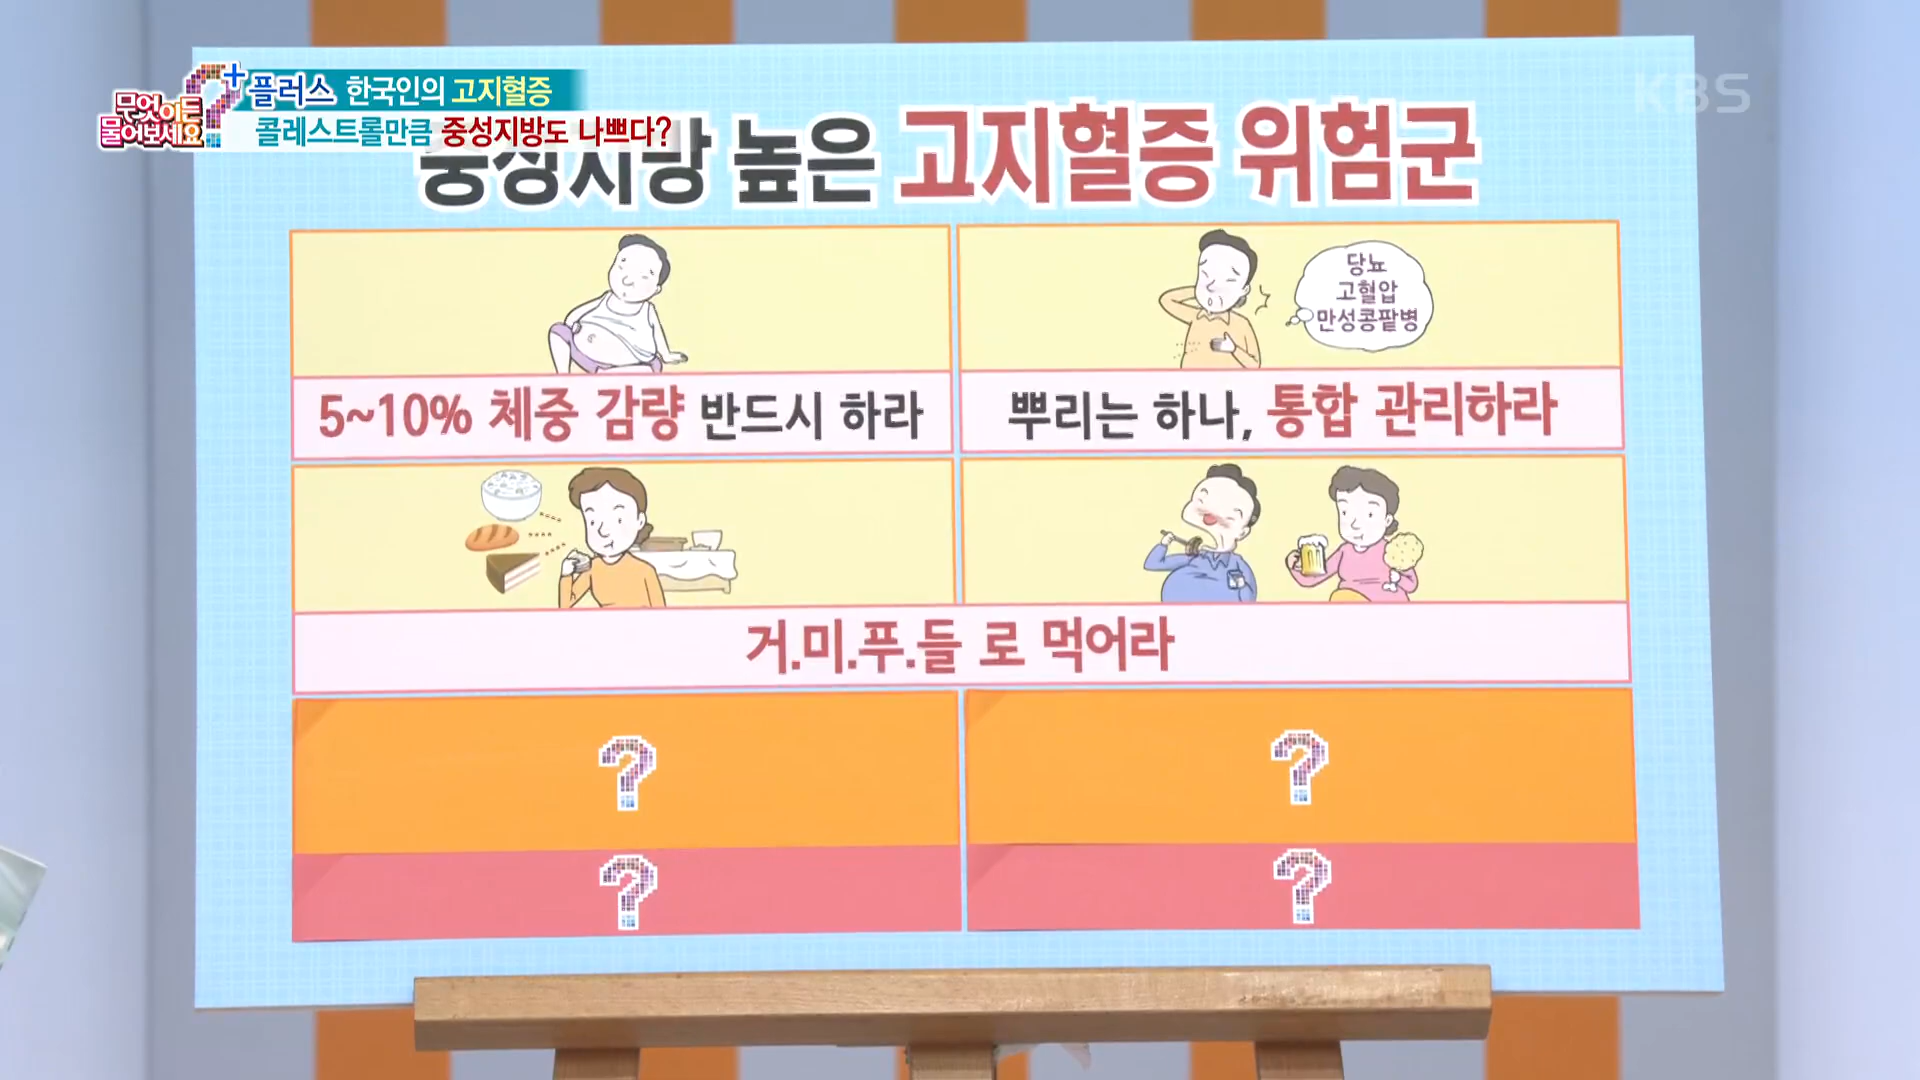 무엇이든
물어보세요
+ 플러스 한국인의 고지혈증
콜레스트롤만큼 중성지방도 나쁘다?
KBS
중성지방 높은 고지혈증 위험군
당뇨
고혈압
만성콩팥병
5~10% 체중 감량 반드시 하라
뿌리는 하나, 통합 관리하라
거.미.푸.들 로 먹어라
?
?
?
?